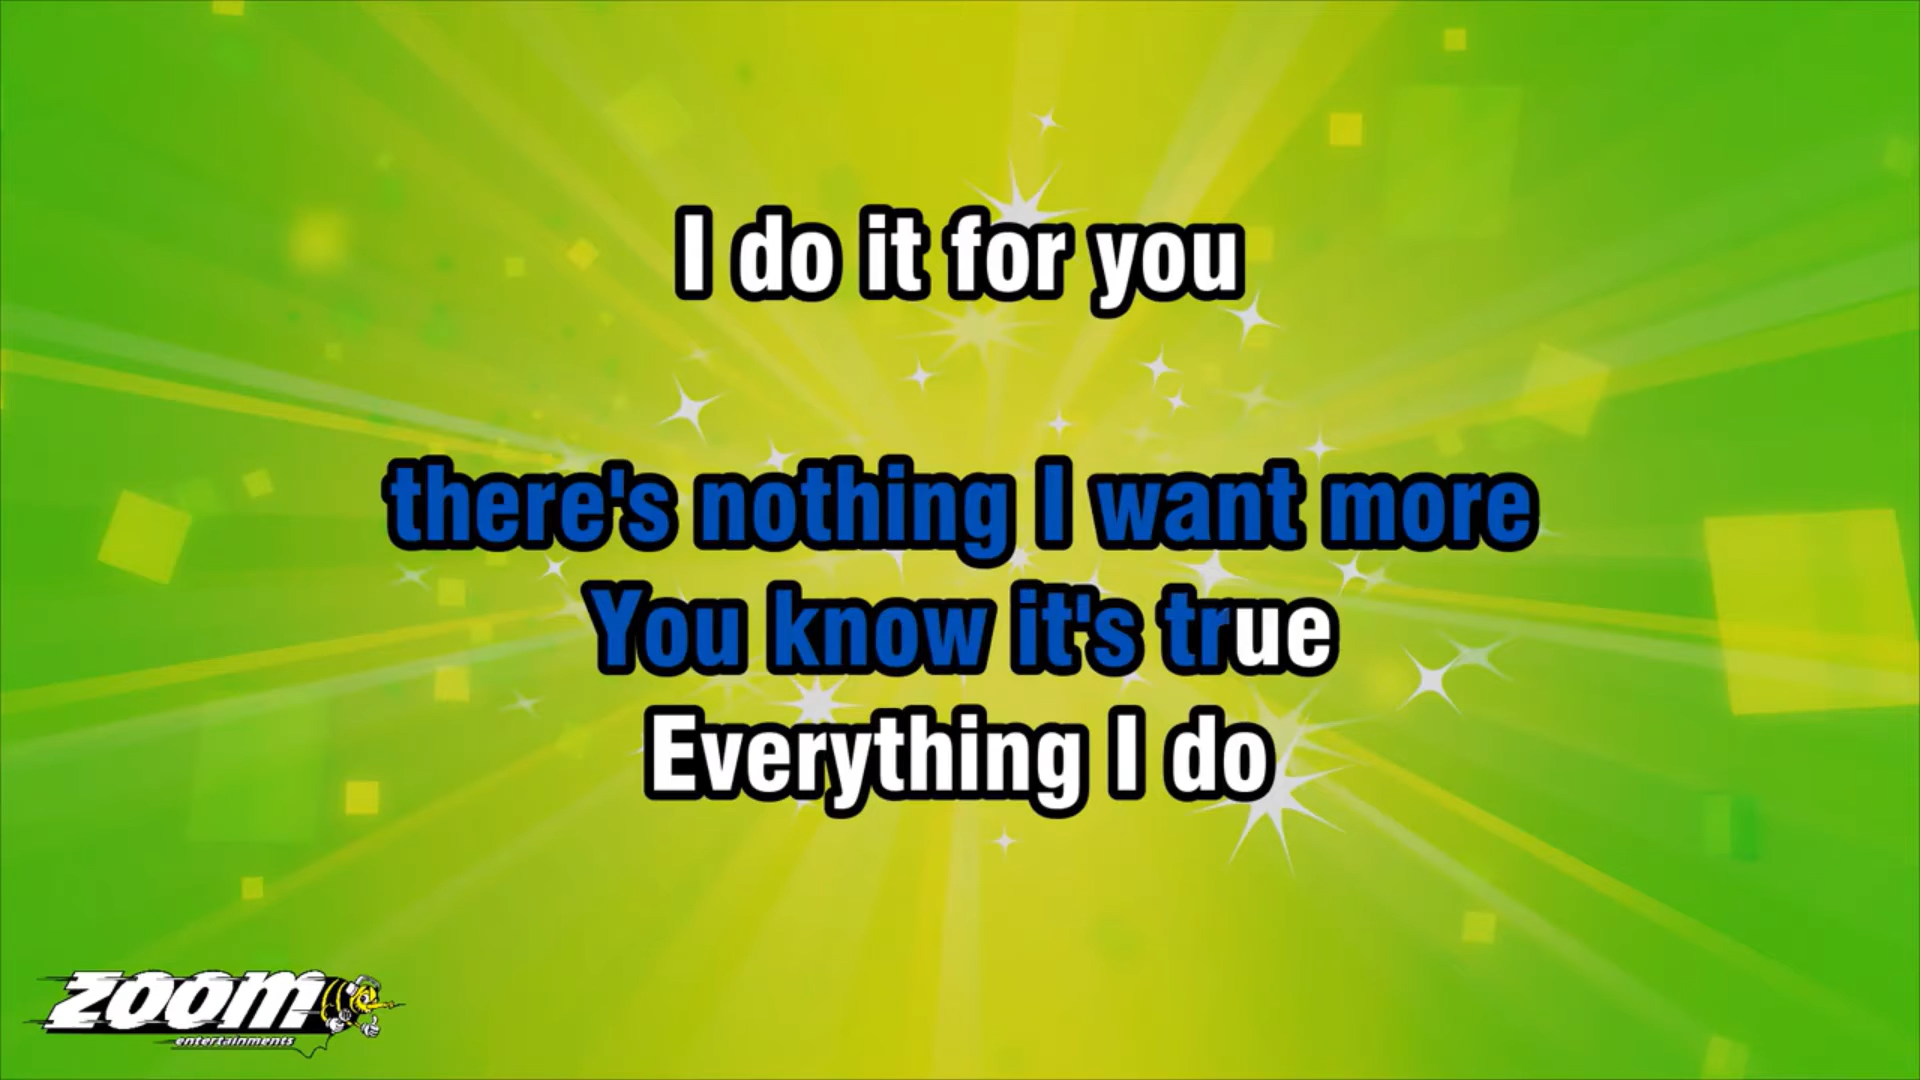 I do it for you
there's nothing I want more
You know it's true
Everything I do
zoom
entertainments